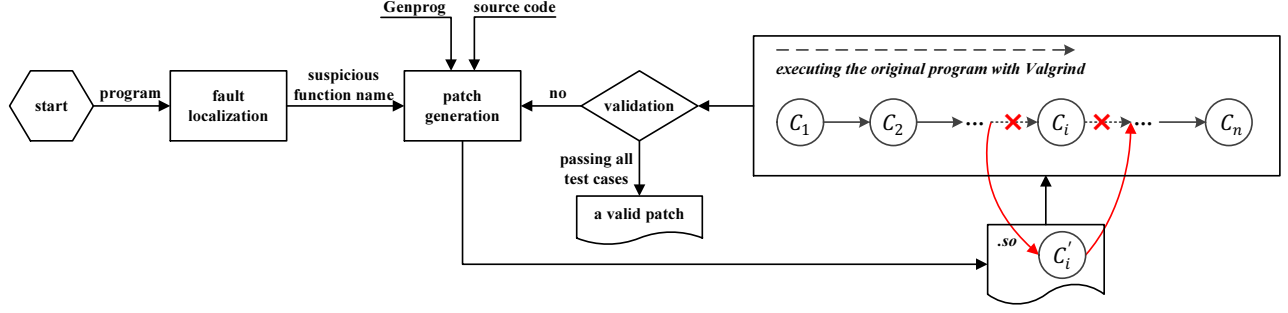 Genprog
source code
start
program
fault
localization
suspicious
function name
patch
generation
no
validation
passing all
test cases
a valid patch
executing the original program with Valgrind
C₁
C₂
...
Cᵢ
...
Cₙ
.so
Cᵢ′